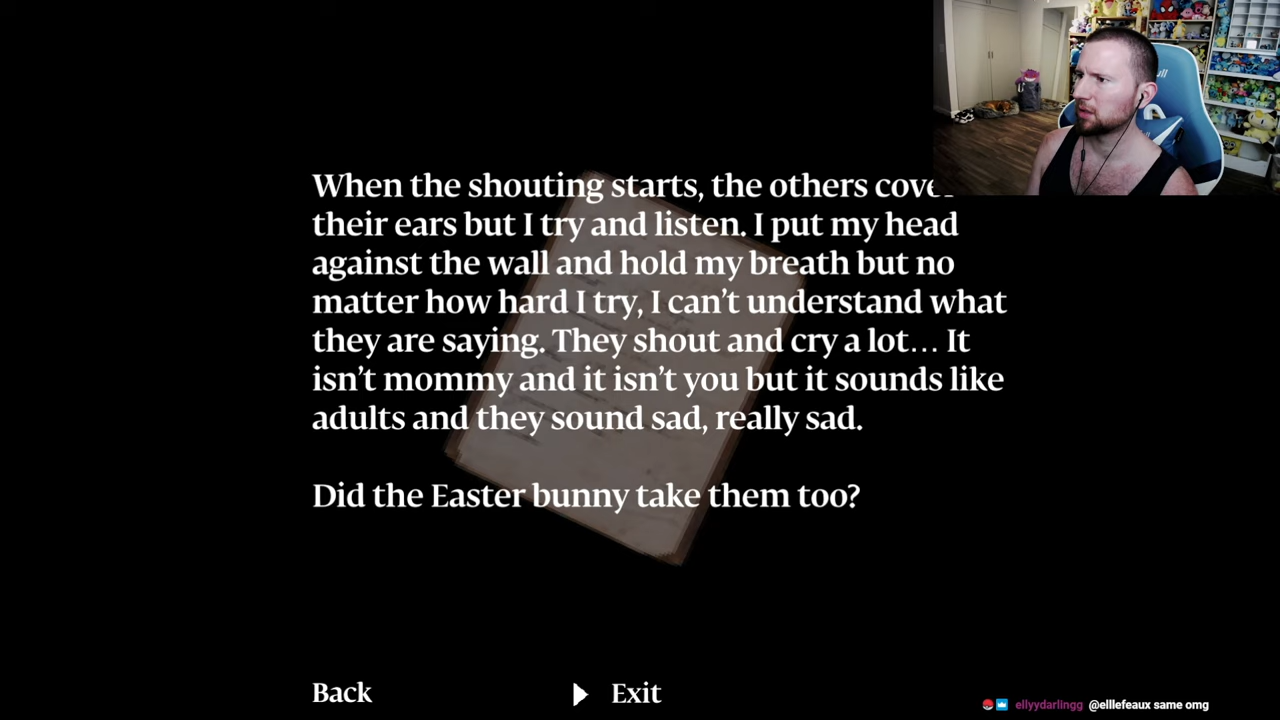 When the shouting starts, the others cover
their ears but I try and listen. I put my head
against the wall and hold my breath but no
matter how hard I try, I can't understand what
they are saying. They shout and cry a lot… It
isn't mommy and it isn't you but it sounds like
adults and they sound sad, really sad.
Did the Easter bunny take them too?
Back
Exit
ellyydarlingg @elllefeaux same omg